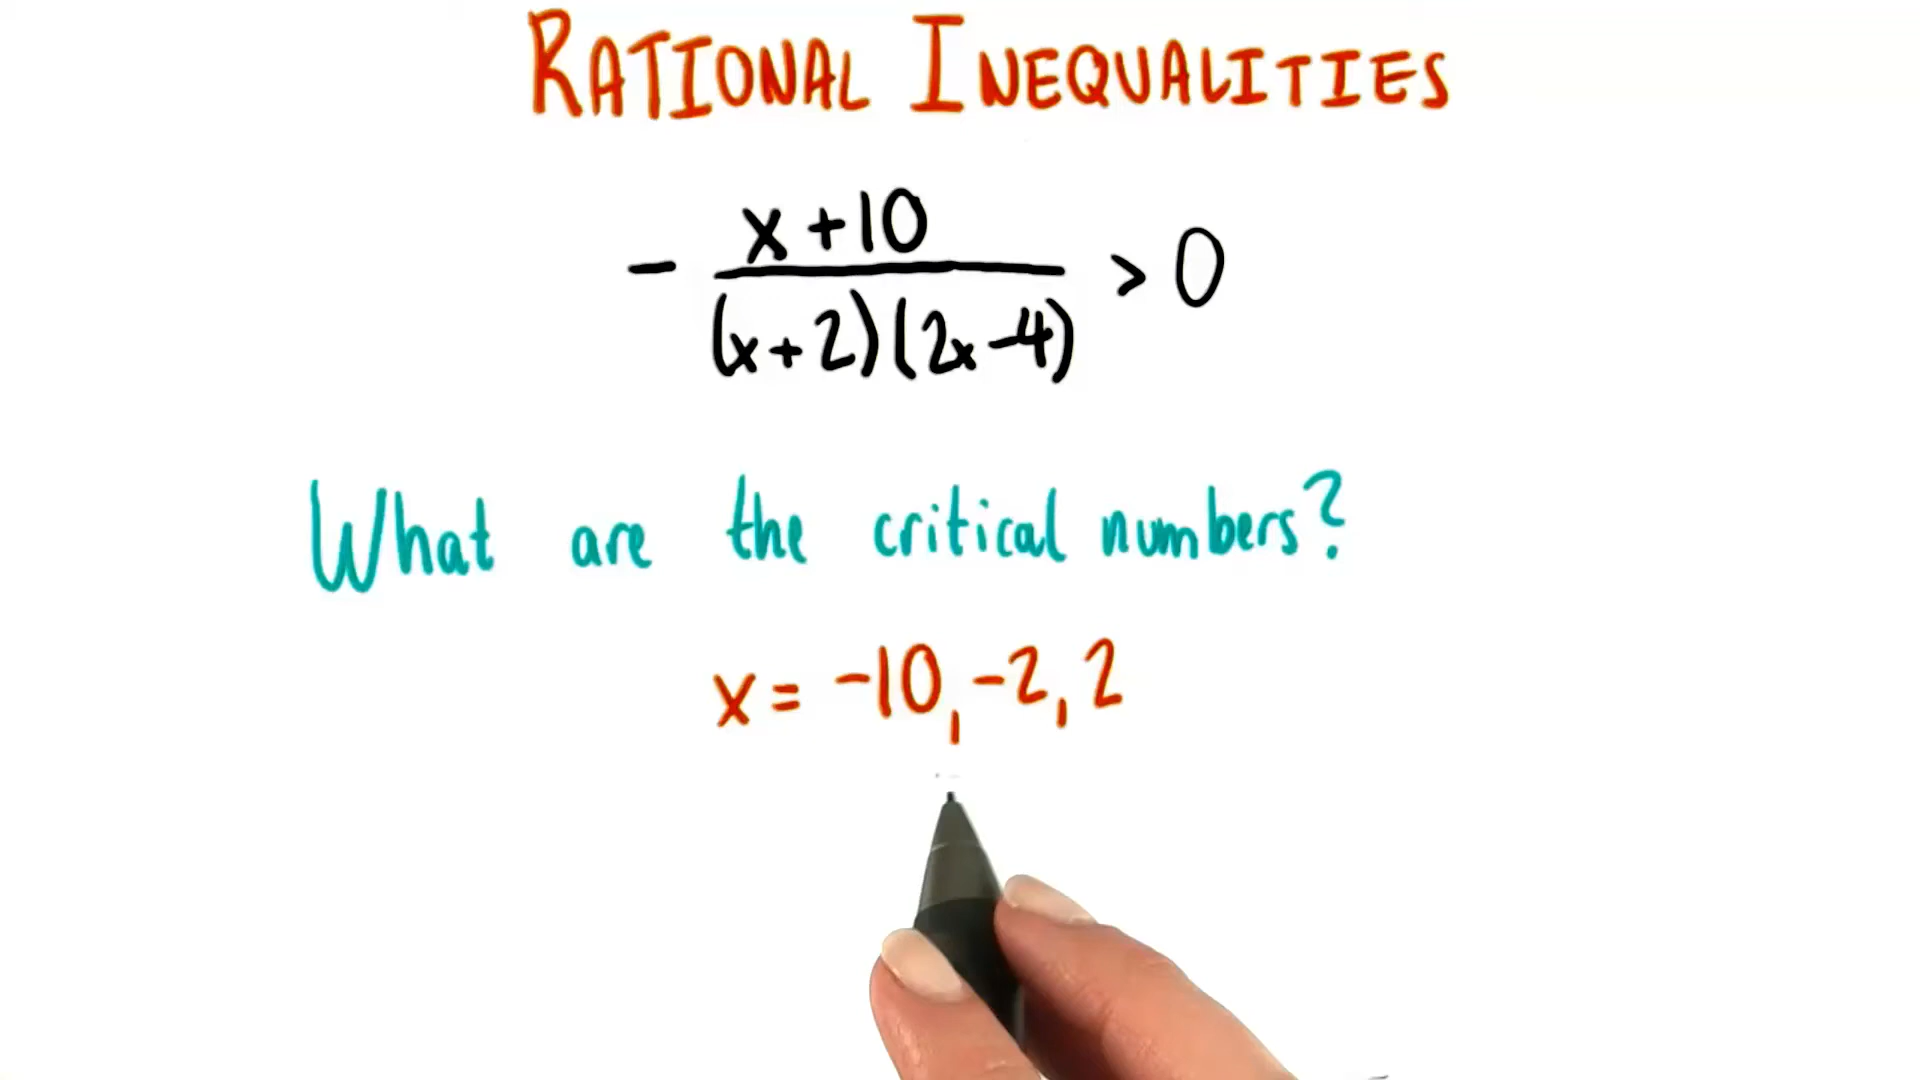 RATIONAL INEQUALITIES
- x+10 / (x+2)(2x-4) > 0
What are the critical numbers?
x = -10, -2, 2